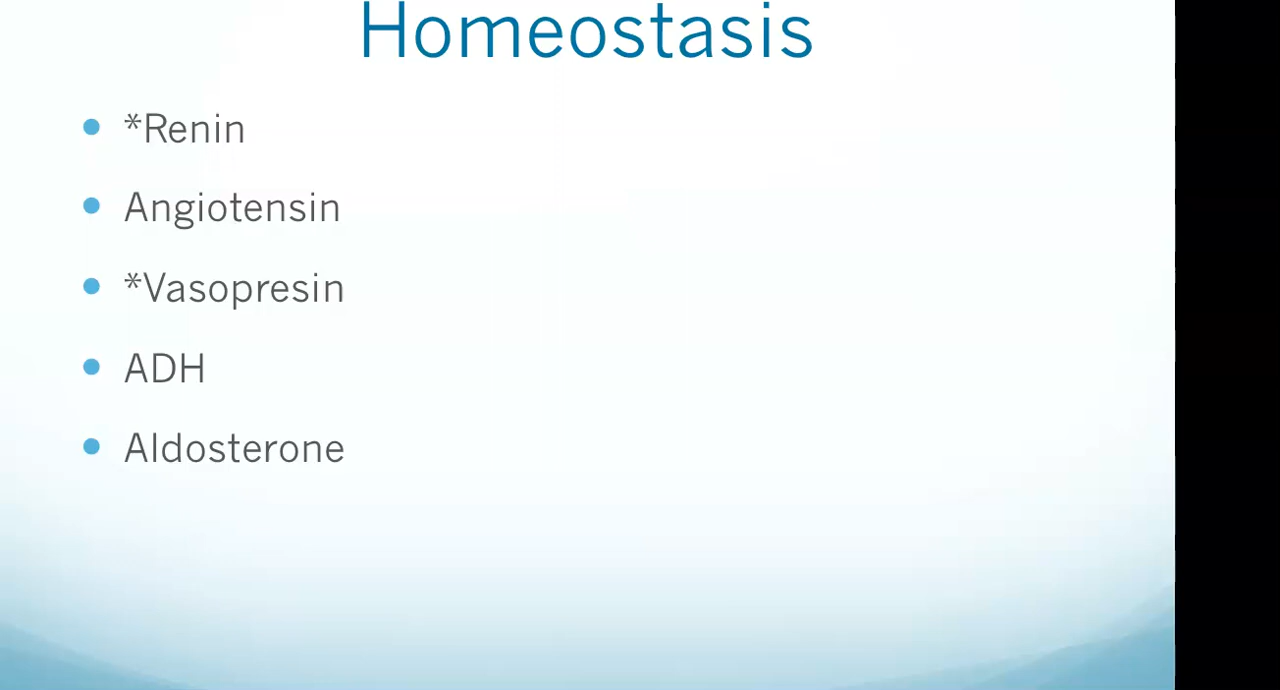 Homeostasis
• *Renin
• Angiotensin
• *Vasopresin
• ADH
• Aldosterone